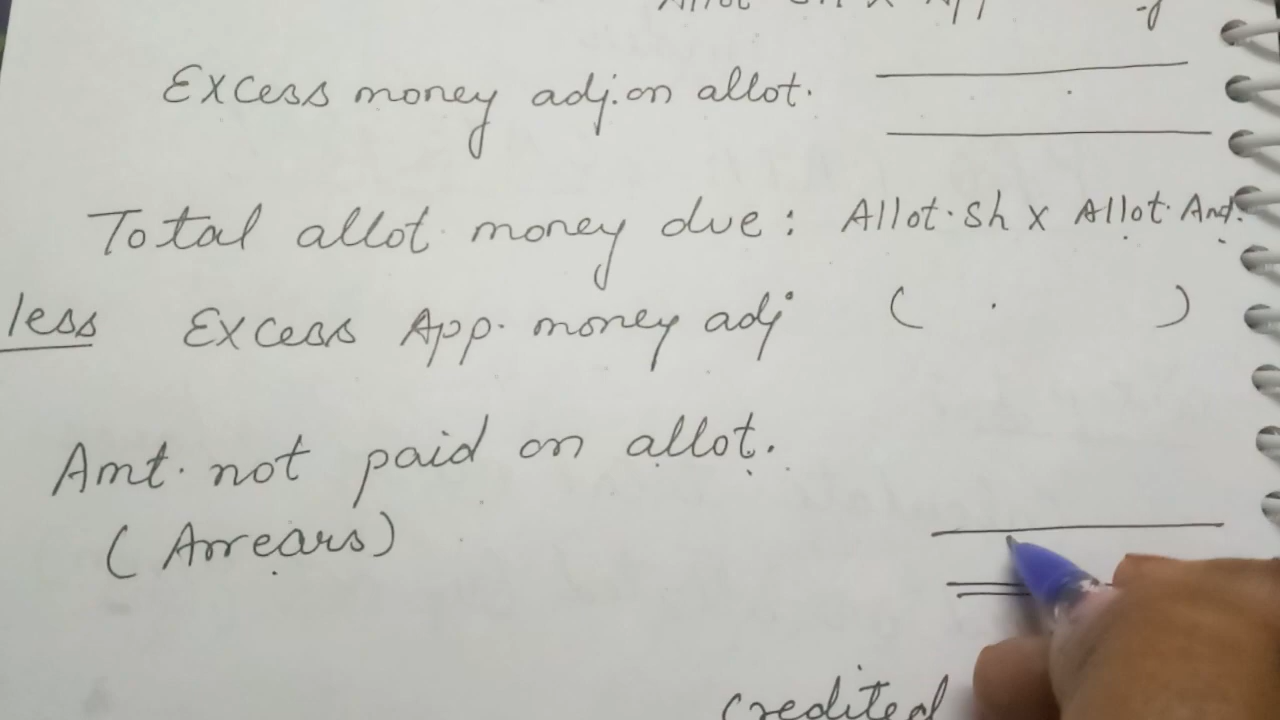 Excess money adj. on allot.
Total allot. money due : Allot. Sh x Allot. Amt.
less Excess App. money adj ( )
Amt. not paid on allot.
(Arrears)
credited